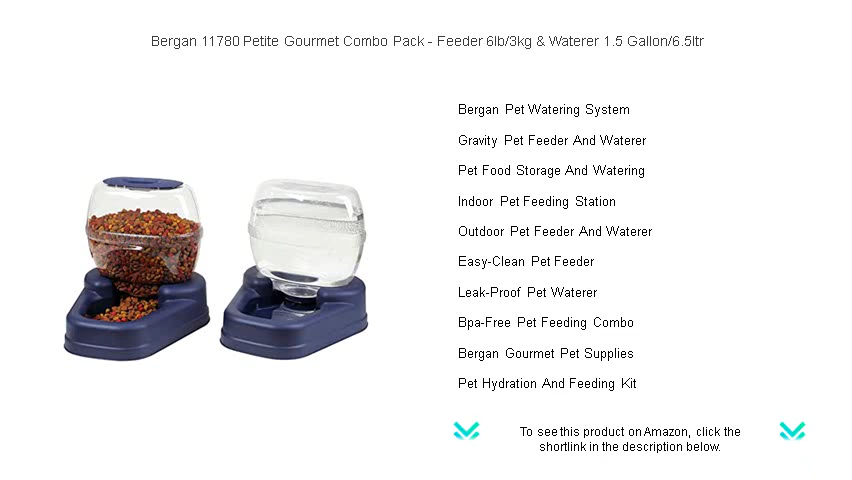 Bergan 11780 Petite Gourmet Combo Pack - Feeder 6lb/3kg & Waterer 1.5 Gallon/6.5ltr
Bergan Pet Watering System
Gravity Pet Feeder And Waterer
Pet Food Storage And Watering
Indoor Pet Feeding Station
Outdoor Pet Feeder And Waterer
Easy-Clean Pet Feeder
Leak-Proof Pet Waterer
Bpa-Free Pet Feeding Combo
Bergan Gourmet Pet Supplies
Pet Hydration And Feeding Kit
To see this product on Amazon, click the
shortlink in the description below.